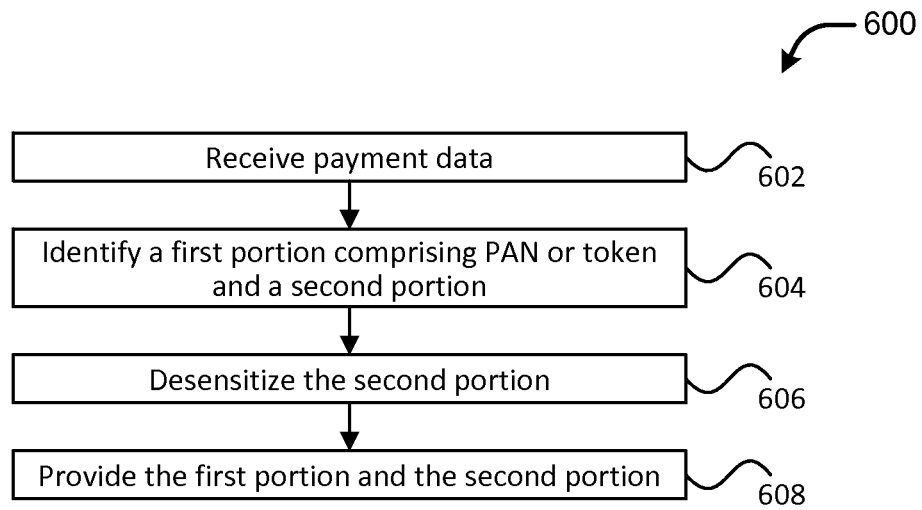 600
Receive payment data
602
Identify a first portion comprising PAN or token
and a second portion
604
Desensitize the second portion
606
Provide the first portion and the second portion
608